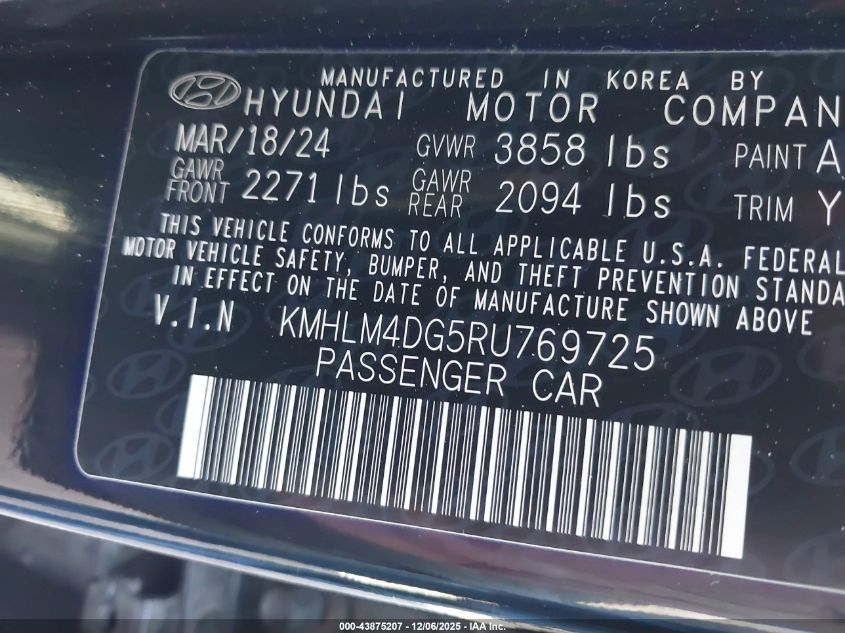 MANUFACTURED IN KOREA BY
HYUNDAI MOTOR COMPAN
MAR/18/24 GVWR 3858 lbs PAINT A
GAWR FRONT 2271 lbs GAWR REAR 2094 lbs TRIM Y
THIS VEHICLE CONFORMS TO ALL APPLICABLE U.S.A. FEDERAL
MOTOR VEHICLE SAFETY, BUMPER, AND THEFT PREVENTION STANDA
IN EFFECT ON THE DATE OF MANUFACTURE SHOWN ABOVE
V.I.N KMHLM4DG5RU769725
PASSENGER CAR
000-43875207 - 12/06/2025 - IAA Inc.